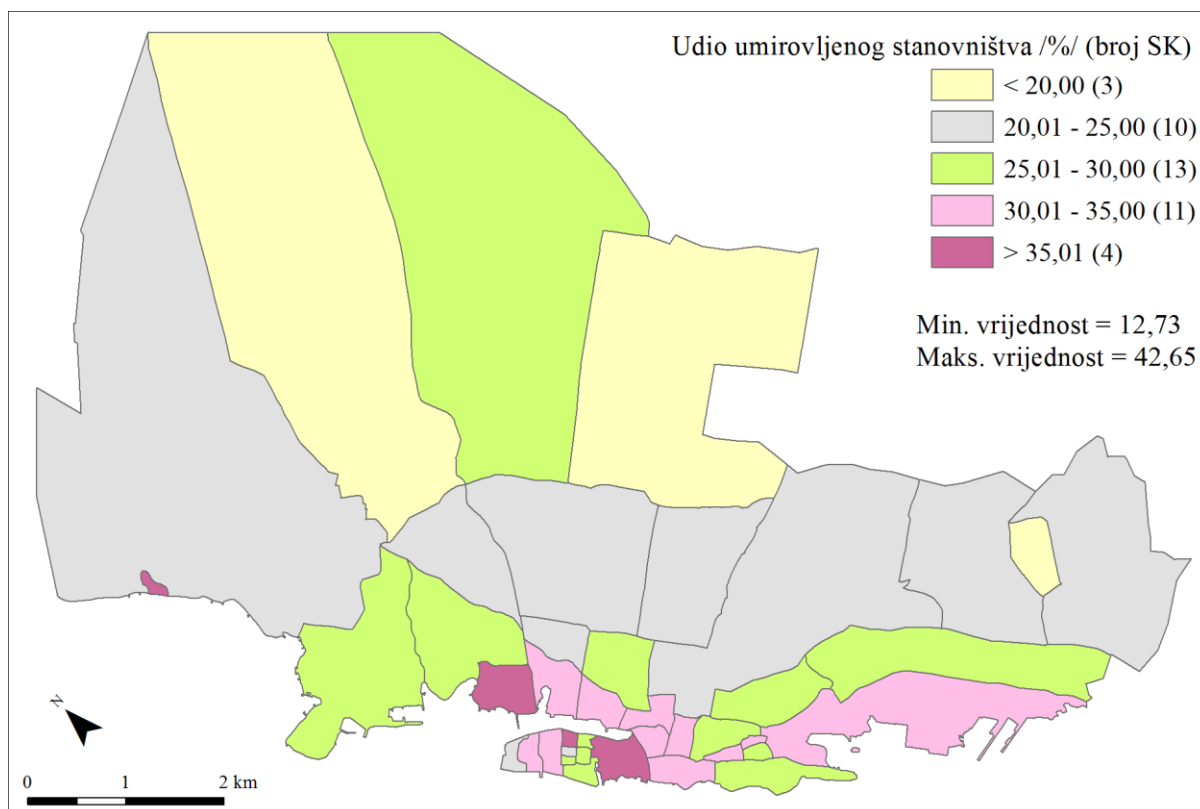 Udio umirovljenog stanovništva /%/ (broj SK)
< 20,00 (3)
20,01 - 25,00 (10)
25,01 - 30,00 (13)
30,01 - 35,00 (11)
> 35,01 (4)
Min. vrijednost = 12,73
Maks. vrijednost = 42,65
N
0 1 2 km